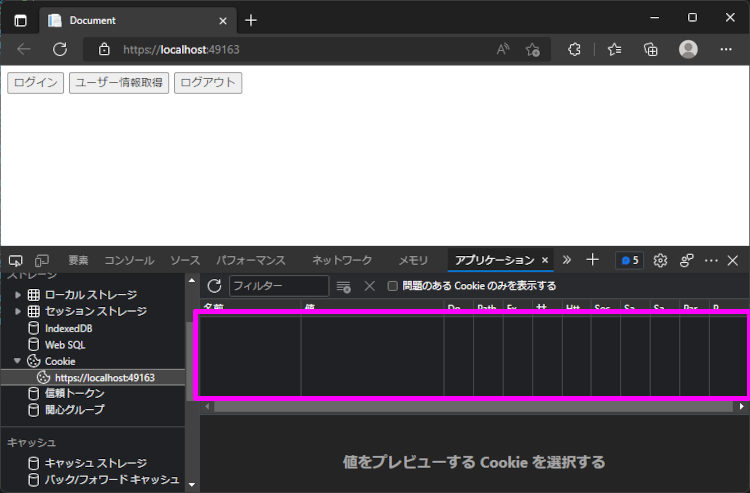 Document
https://localhost:49163
ログイン ユーザー情報取得 ログアウト
要素 コンソール ソース パフォーマンス ネットワーク メモリ アプリケーション 5
ストレージ
ローカル ストレージ
セッション ストレージ
IndexedDB
Web SQL
Cookie
https://localhost:49163
信頼トークン
関心グループ
キャッシュ
キャッシュ ストレージ
バック/フォワード キャッシュ
フィルター 問題のある Cookie のみを表示する
名前 値 Do... Path Ex... サ... Htt... Sec... Sa... Sa... Par... P...
値をプレビューする Cookie を選択する